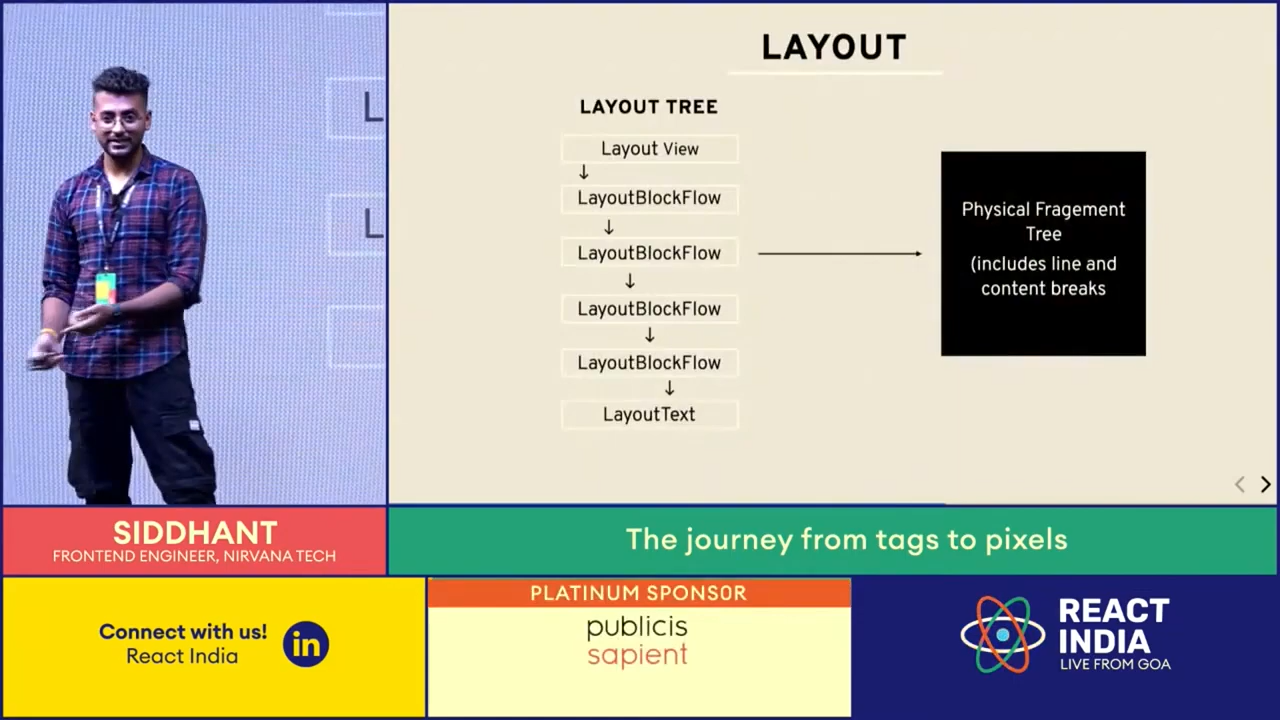 L
L
LAYOUT
LAYOUT TREE
Layout View
LayoutBlockFlow
LayoutBlockFlow
LayoutBlockFlow
LayoutBlockFlow
LayoutText
Physical Fragement
Tree
(includes line and
content breaks
SIDDHANT
FRONTEND ENGINEER, NIRVANA TECH
The journey from tags to pixels
Connect with us!
React India
in
PLATINUM SPONSOR
publicis
sapient
REACT
INDIA
LIVE FROM GOA